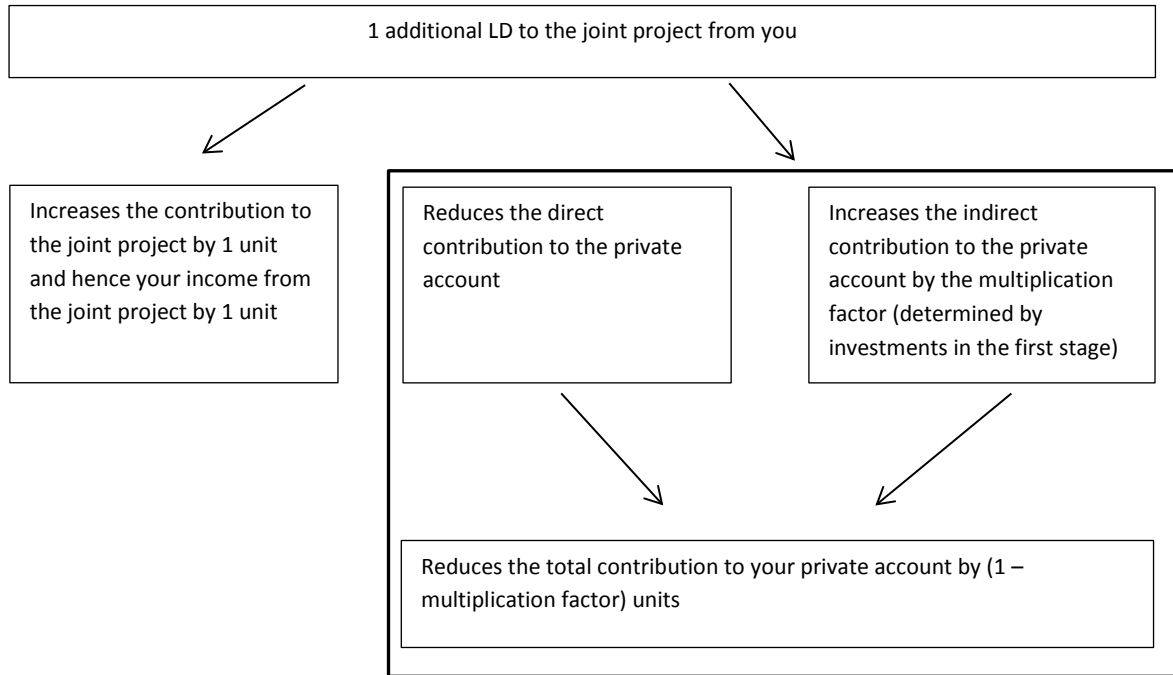 1 additional LD to the joint project from you
Increases the contribution to
the joint project by 1 unit
and hence your income from
the joint project by 1 unit
Reduces the direct
contribution to the private
account
Increases the indirect
contribution to the private
account by the multiplication
factor (determined by
investments in the first stage)
Reduces the total contribution to your private account by (1 –
multiplication factor) units